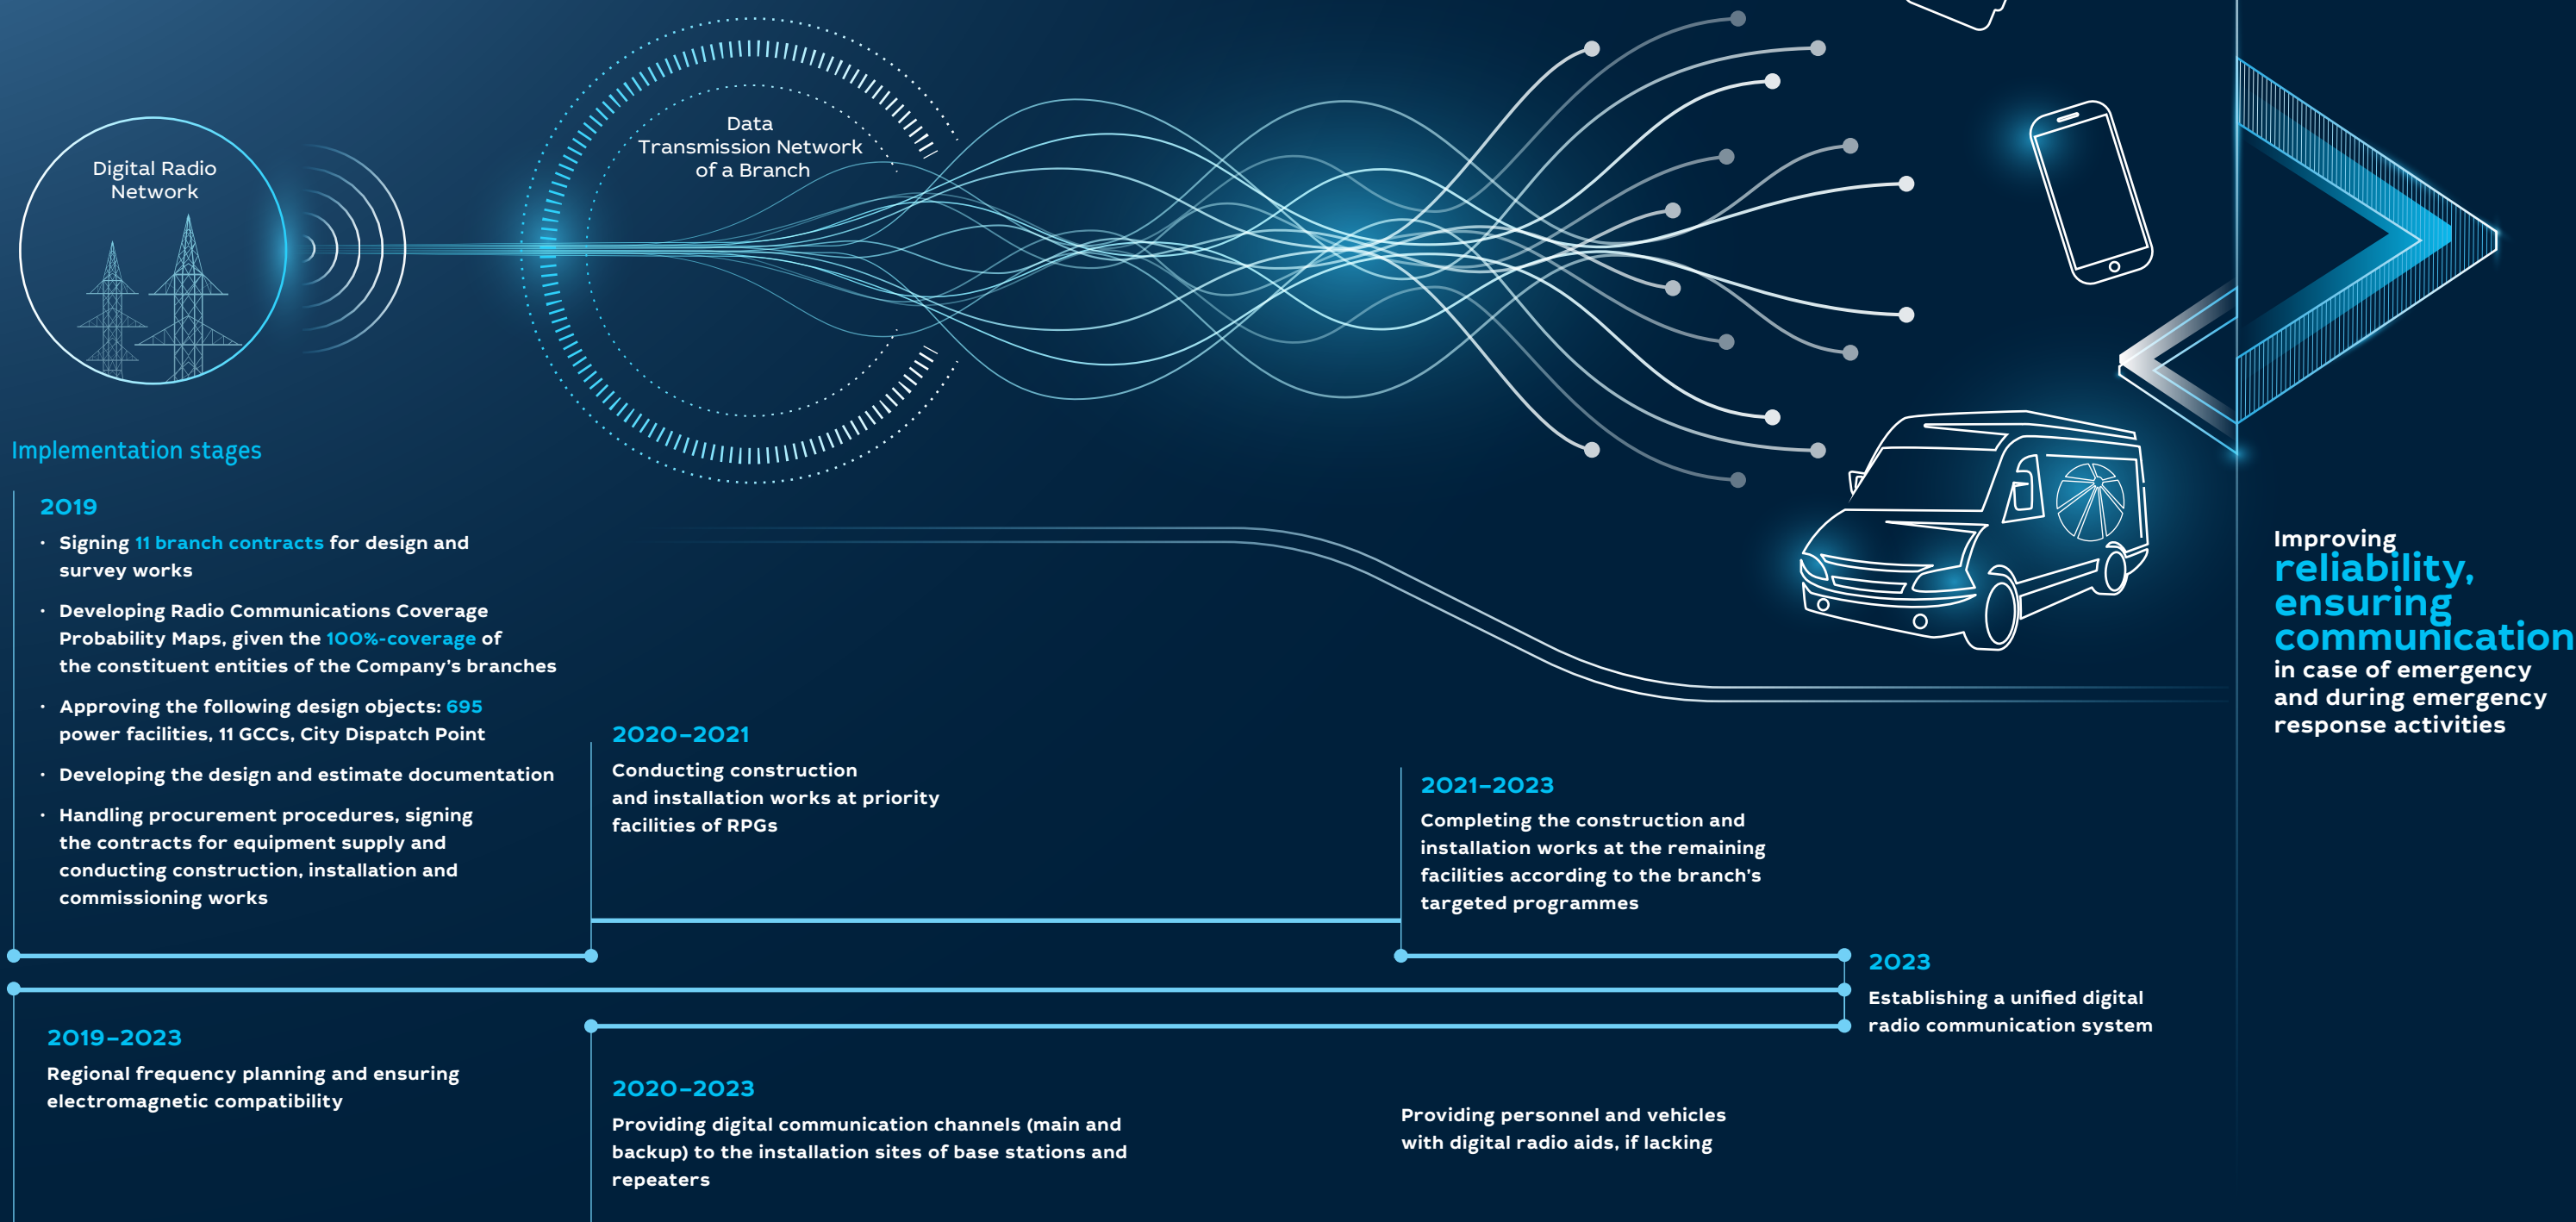 Digital Radio
Network
Data
Transmission Network
of a Branch
Implementation stages
2019
• Signing 11 branch contracts for design and
survey works
• Developing Radio Communications Coverage
Probability Maps, given the 100%-coverage of
the constituent entities of the Company's branches
• Approving the following design objects: 695
power facilities, 11 GCCs, City Dispatch Point
• Developing the design and estimate documentation
• Handling procurement procedures, signing
the contracts for equipment supply and
conducting construction, installation and
commissioning works
2020–2021
Conducting construction
and installation works at priority
facilities of RPGs
2021–2023
Completing the construction and
installation works at the remaining
facilities according to the branch's
targeted programmes
2023
Establishing a unified digital
radio communication system
2019–2023
Regional frequency planning and ensuring
electromagnetic compatibility
2020–2023
Providing digital communication channels (main and
backup) to the installation sites of base stations and
repeaters
Providing personnel and vehicles
with digital radio aids, if lacking
Improving
reliability,
ensuring
communication
in case of emergency
and during emergency
response activities